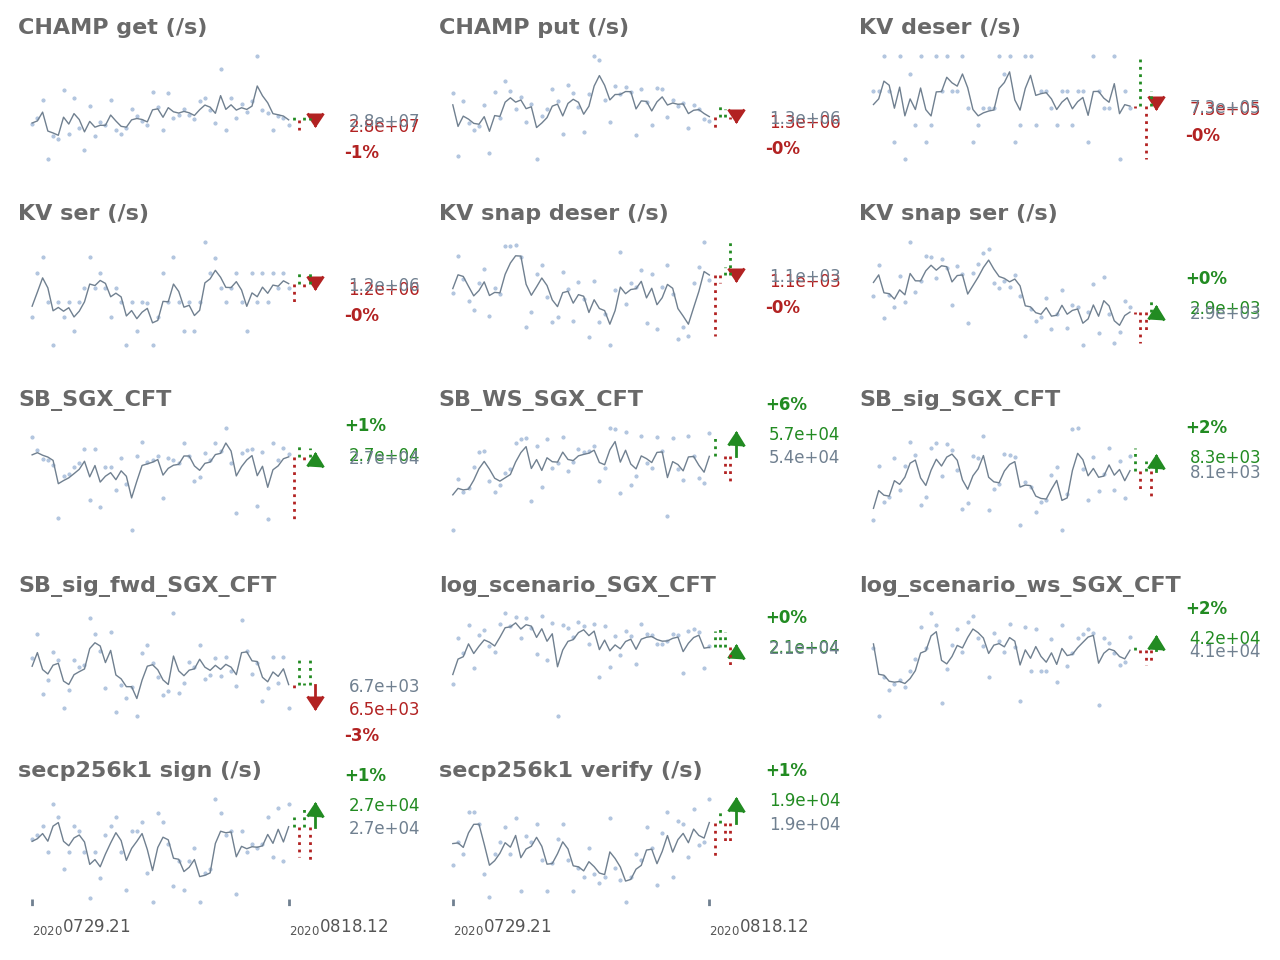 CHAMP get (/s)
2.8e+07
2.8e+07
-1%
CHAMP put (/s)
1.3e+06
1.3e+06
-0%
KV deser (/s)
7.3e+05
7.3e+05
-0%
KV ser (/s)
1.2e+06
1.2e+06
-0%
KV snap deser (/s)
1.1e+03
1.1e+03
-0%
KV snap ser (/s)
+0%
2.9e+03
2.9e+03
SB_SGX_CFT
+1%
2.7e+04
2.7e+04
SB_WS_SGX_CFT
+6%
5.7e+04
5.4e+04
SB_sig_SGX_CFT
+2%
8.3e+03
8.1e+03
SB_sig_fwd_SGX_CFT
6.7e+03
6.5e+03
-3%
log_scenario_SGX_CFT
+0%
2.1e+04
2.1e+04
log_scenario_ws_SGX_CFT
+2%
4.2e+04
4.1e+04
secp256k1 sign (/s)
+1%
2.7e+04
2.7e+04
20200729.21
20200818.12
secp256k1 verify (/s)
+1%
1.9e+04
1.9e+04
20200729.21
20200818.12